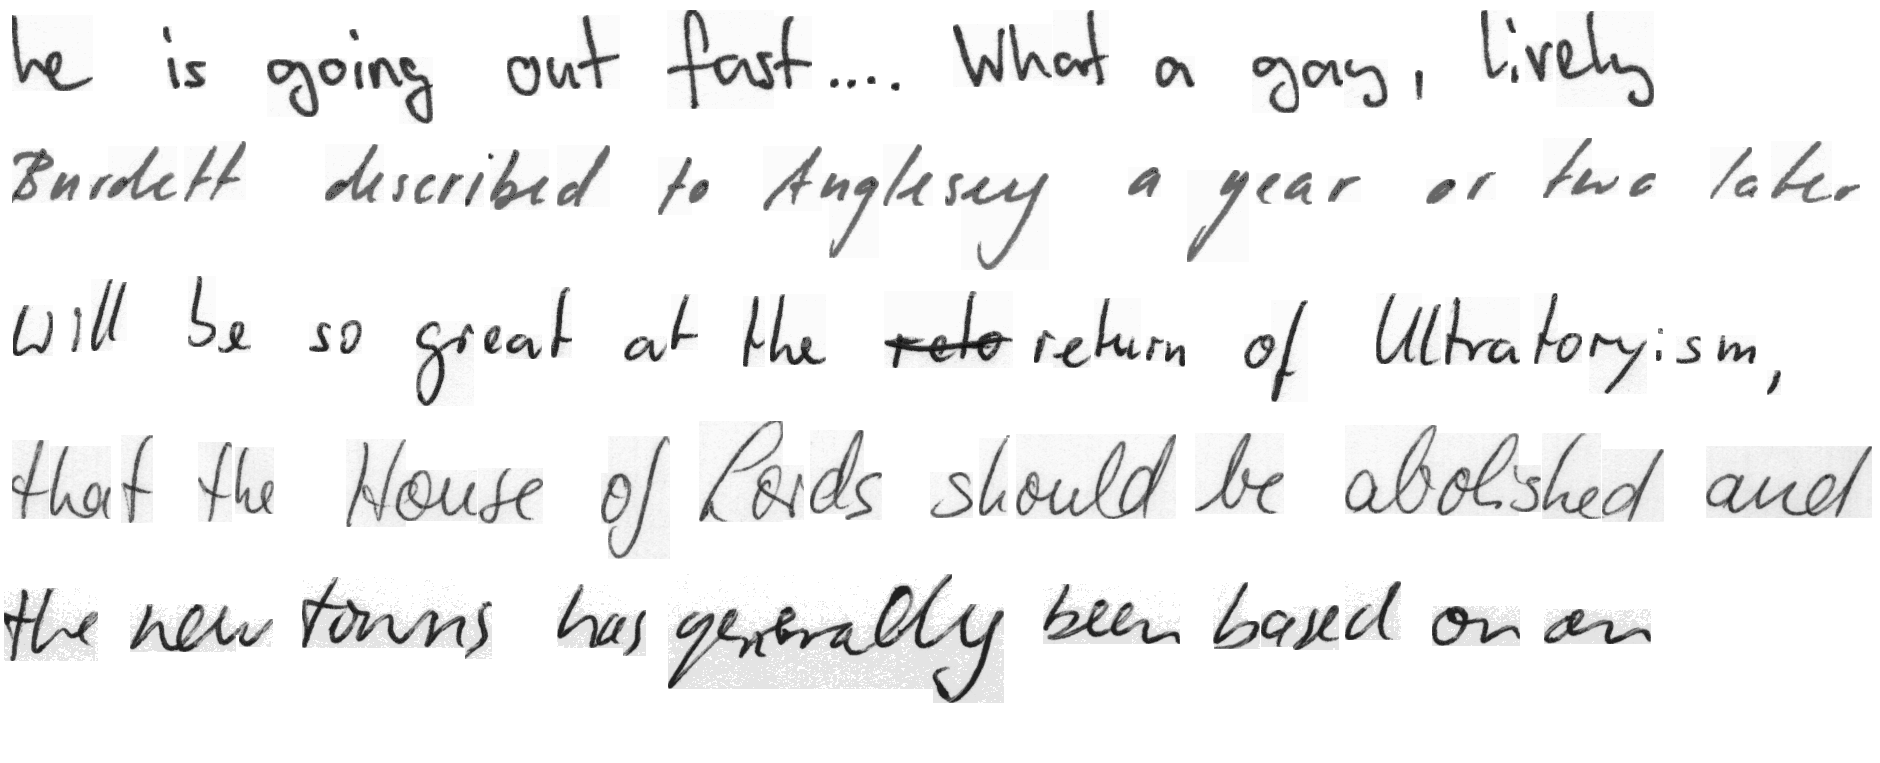 he is going out fast.... What a gay, lively
Burdett described to Anglesey a year or two later
will be so great at the return of Ultratoryism,
that the House of Lords should be abolished and
the new towns has generally been based on an